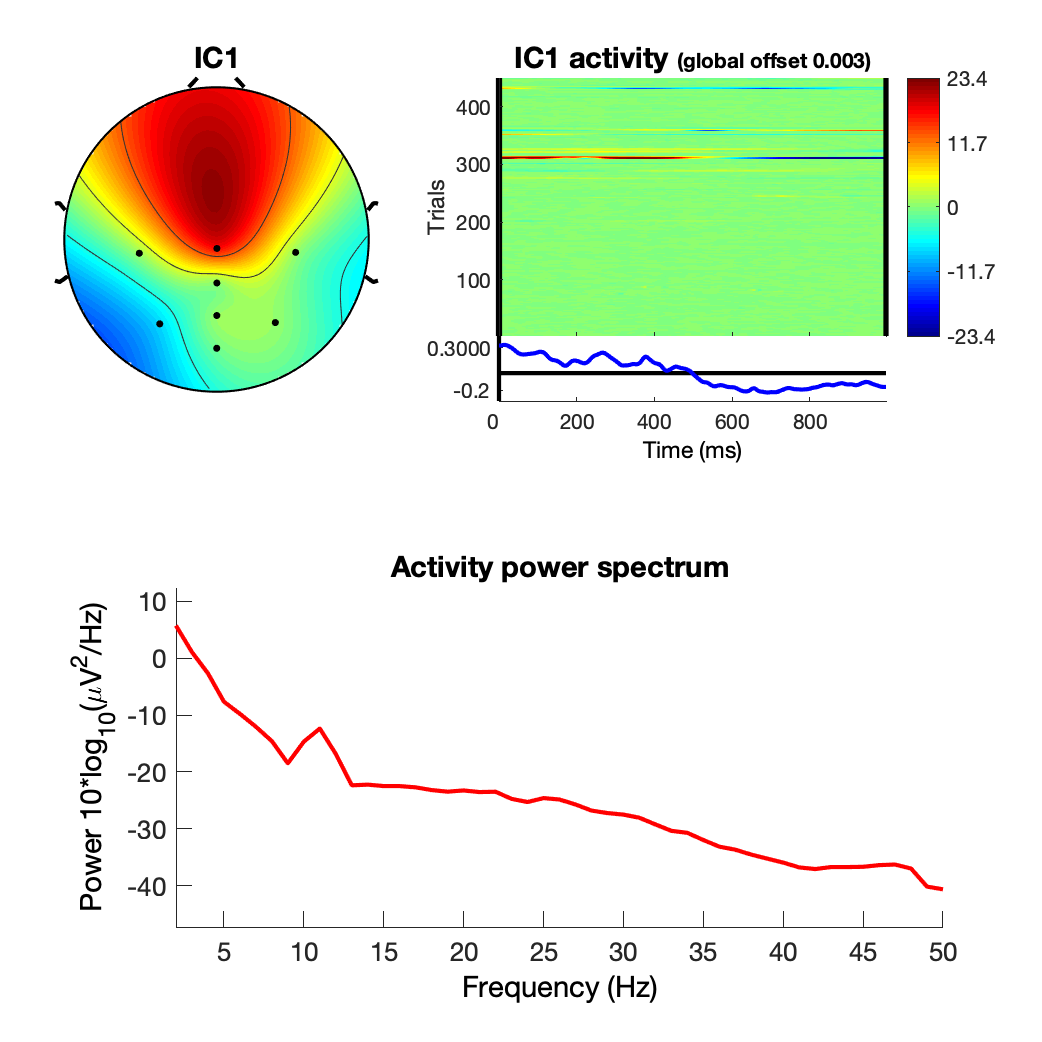 IC1
IC1 activity (global offset 0.003)
Trials
400
300
200
100
23.4
11.7
0
-11.7
-23.4
0.3000
-0.2
0 200 400 600 800
Time (ms)
Activity power spectrum
Power 10*log10(μV2/Hz)
10
0
-10
-20
-30
-40
5 10 15 20 25 30 35 40 45 50
Frequency (Hz)